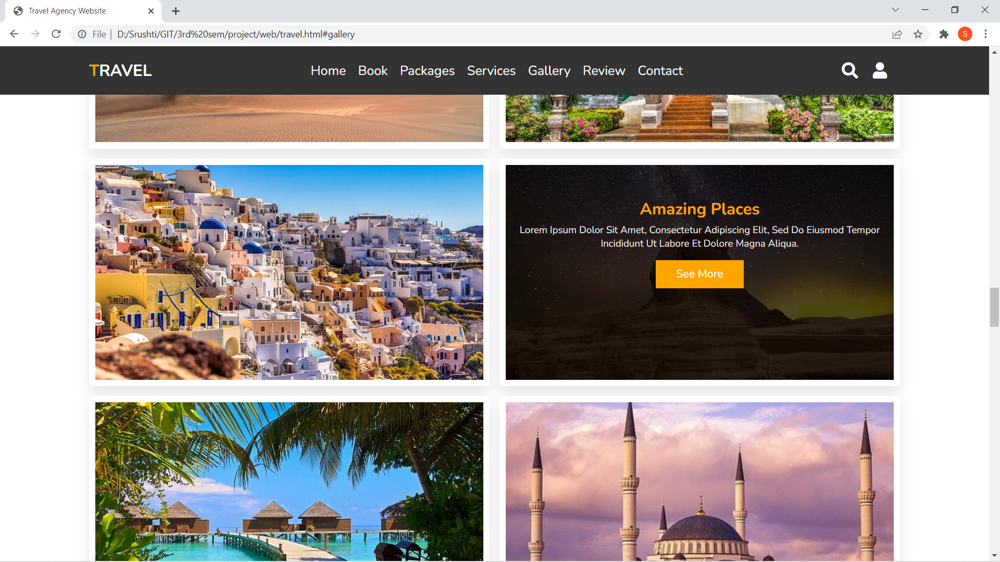 Travel Agency Website
File
D:/Srushti/GIT/3rd%20sem/project/web/travel.html#gallery
S
TRAVEL
Home Book Packages Services Gallery Review Contact
Amazing Places
Lorem Ipsum Dolor Sit Amet, Consectetur Adipiscing Elit, Sed Do Eiusmod Tempor
Incididunt Ut Labore Et Dolore Magna Aliqua.
See More